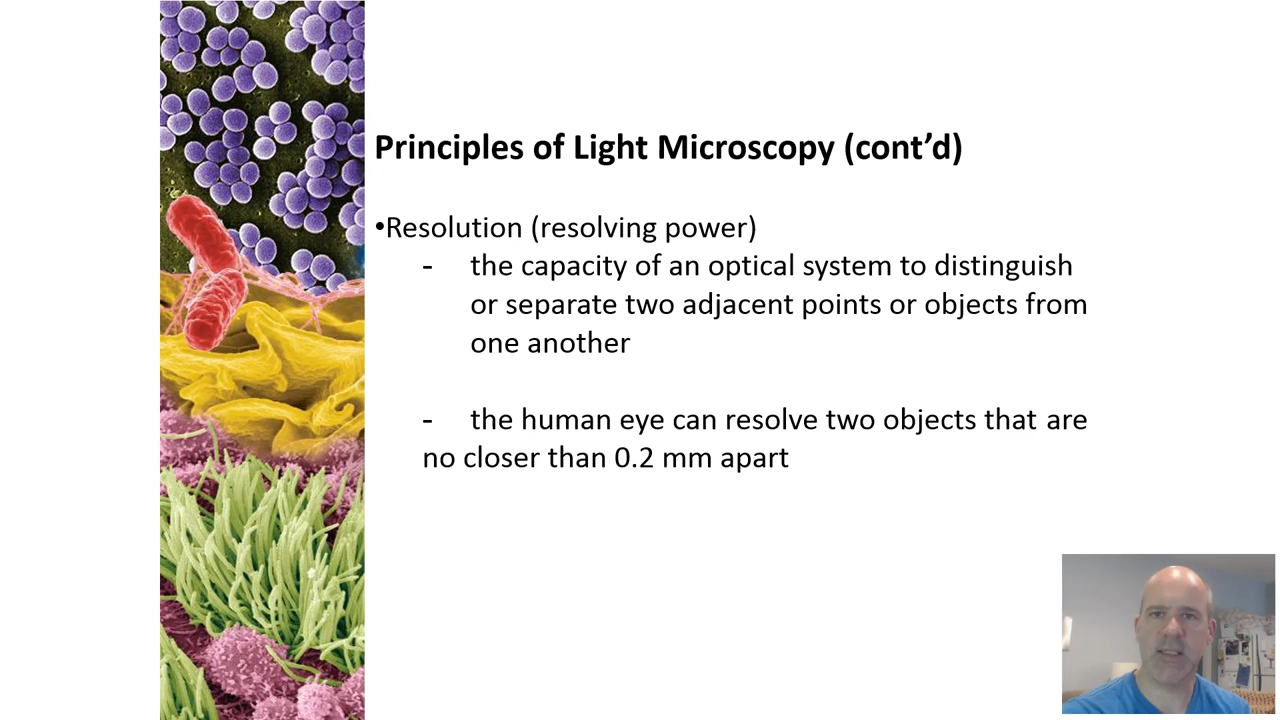 Principles of Light Microscopy (cont’d)
•Resolution (resolving power)
- the capacity of an optical system to distinguish
or separate two adjacent points or objects from
one another
- the human eye can resolve two objects that are
no closer than 0.2 mm apart